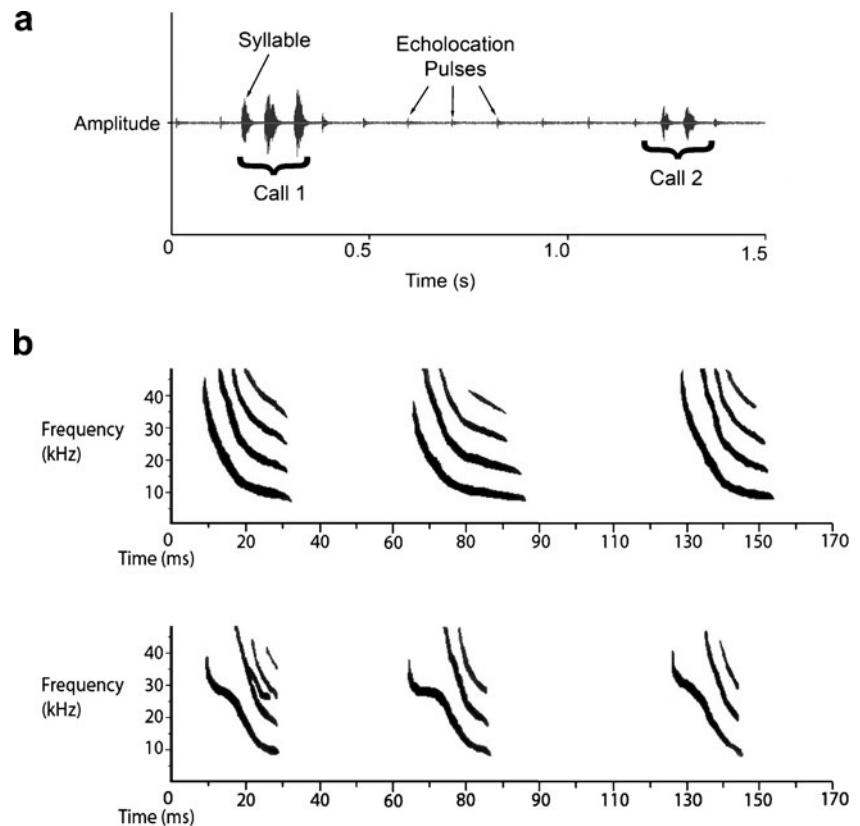 a
Syllable
Echolocation
Pulses
Amplitude
Call 1
Call 2
0 0.5 1.0 1.5
Time (s)
b
40
30
20
10
Frequency
(kHz)
0 20 40 60 80 90 110 130 150 170
Time (ms)
40
30
20
10
Frequency
(kHz)
0 20 40 60 80 90 110 130 150 170
Time (ms)